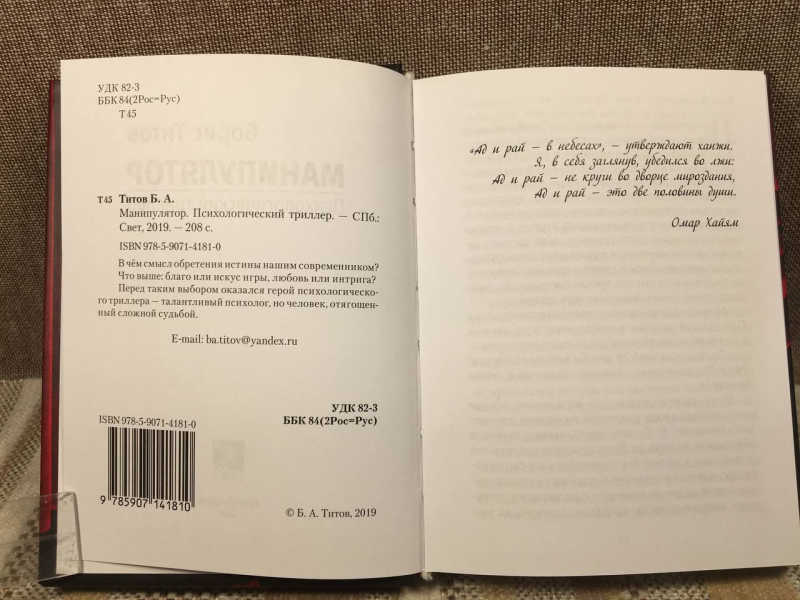 УДК 82-3
ББК 84(2Рос=Рус)
Т45
Т45 Титов Б. А.
Манипулятор. Психологический триллер. — СПб.:
Свет, 2019. — 208 с.
ISBN 978-5-9071-4181-0
В чём смысл обретения истины нашим современником?
Что выше: благо или искус игры, любовь или интрига?
Перед таким выбором оказался герой психологическо-
го триллера — талантливый психолог, но человек, отягощен-
ный сложной судьбой.
E-mail: ba.titov@yandex.ru
УДК 82-3
ББК 84(2Рос=Рус)
ISBN 978-5-9071-4181-0
9 785907 141810
© Б. А. Титов, 2019
«Ад и рай – в небесах», – утверждают ханжи.
Я, в себя заглянув, убедился во лжи:
Ад и рай – не круги во дворце мироздания,
Ад и рай – это две половины души.
Омар Хайям